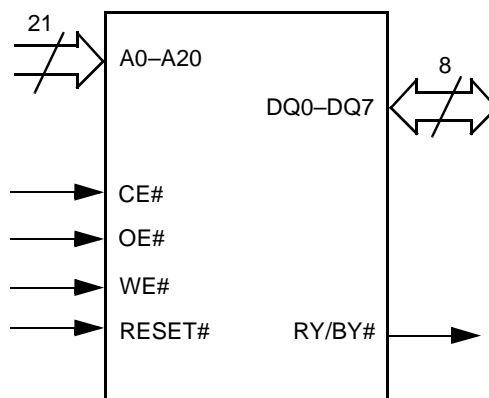 21
A0–A20
8
DQ0–DQ7
CE#
OE#
WE#
RESET#
RY/BY#